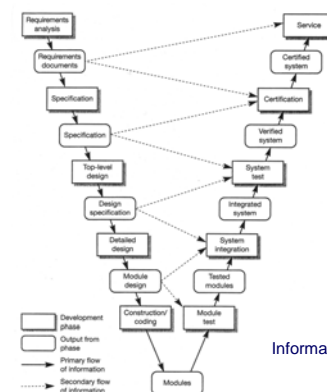 Requirements
analysis
Requirements
documents
Specification
Specification
Top-level
design
Design
specification
Detailed
design
Module
design
Construction/
coding
Modules
Module
test
Tested
modules
System
integration
Integrated
system
System
test
Verified
system
Certification
Certified
system
Service
Development
phase
Output from
phase
Primary flow
of information
Secondary flow
of information
Informa